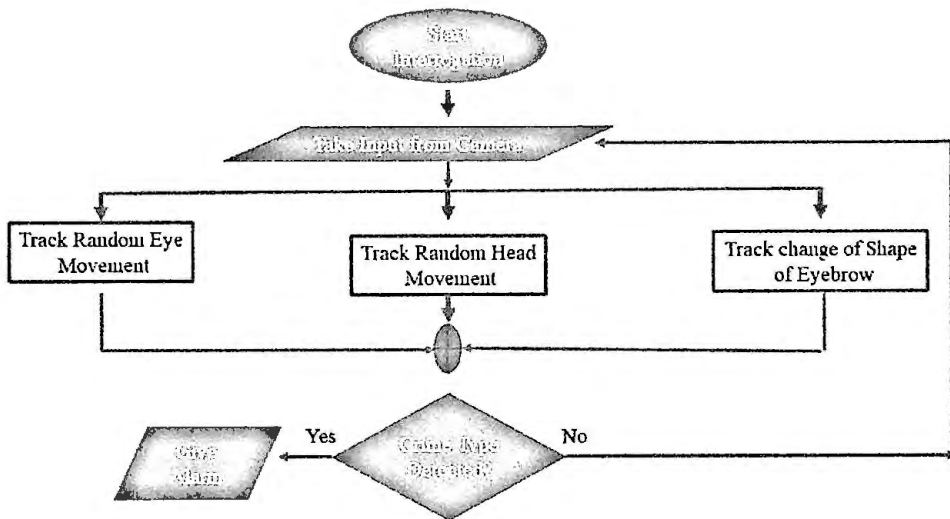 Start
Interrogation
Take Input from Camera
Track Random Eye
Movement
Track Random Head
Movement
Track change of Shape
of Eyebrow
Yes
No
Give
Alarm